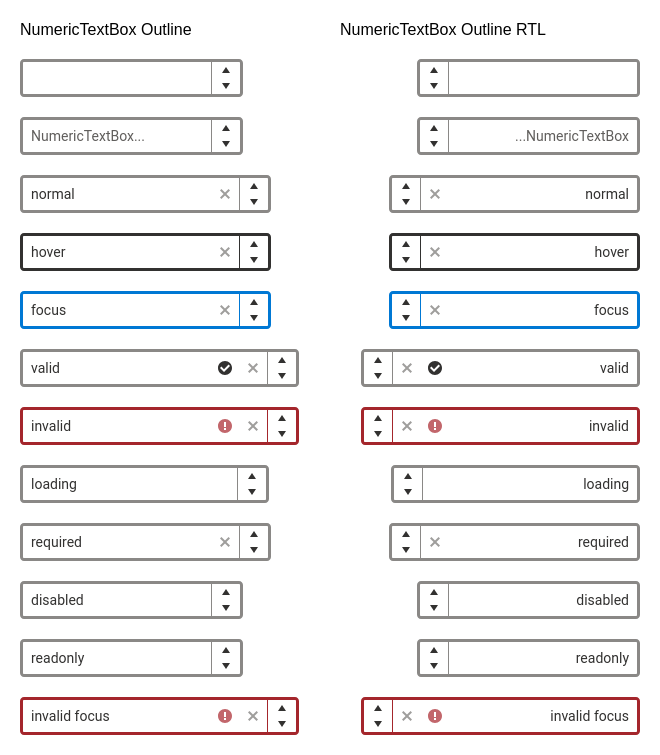 NumericTextBox Outline
NumericTextBox...
normal
hover
focus
valid
invalid
loading
required
disabled
readonly
invalid focus
NumericTextBox Outline RTL
...NumericTextBox
normal
hover
focus
valid
invalid
loading
required
disabled
readonly
invalid focus